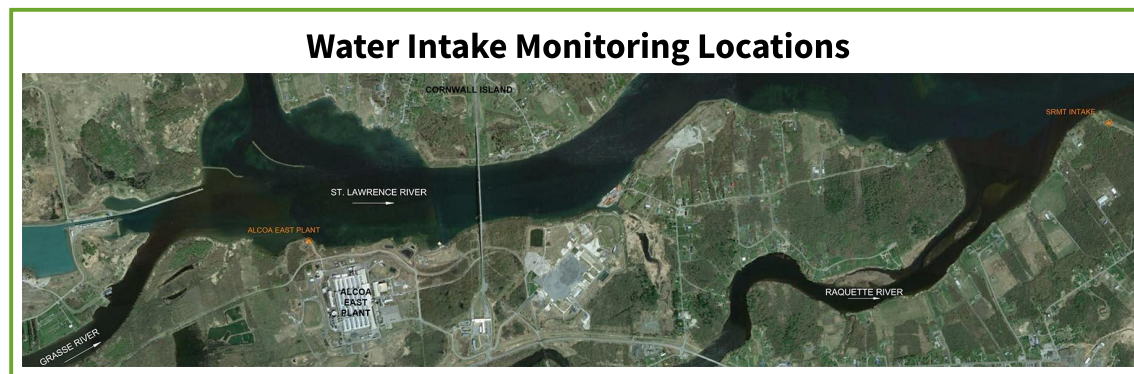 Water Intake Monitoring Locations
CORNWALL ISLAND
SRMT INTAKE
ST. LAWRENCE RIVER
ALCOA EAST PLANT
ALCOA
EAST
PLANT
RAQUETTE RIVER
GRASSE RIVER